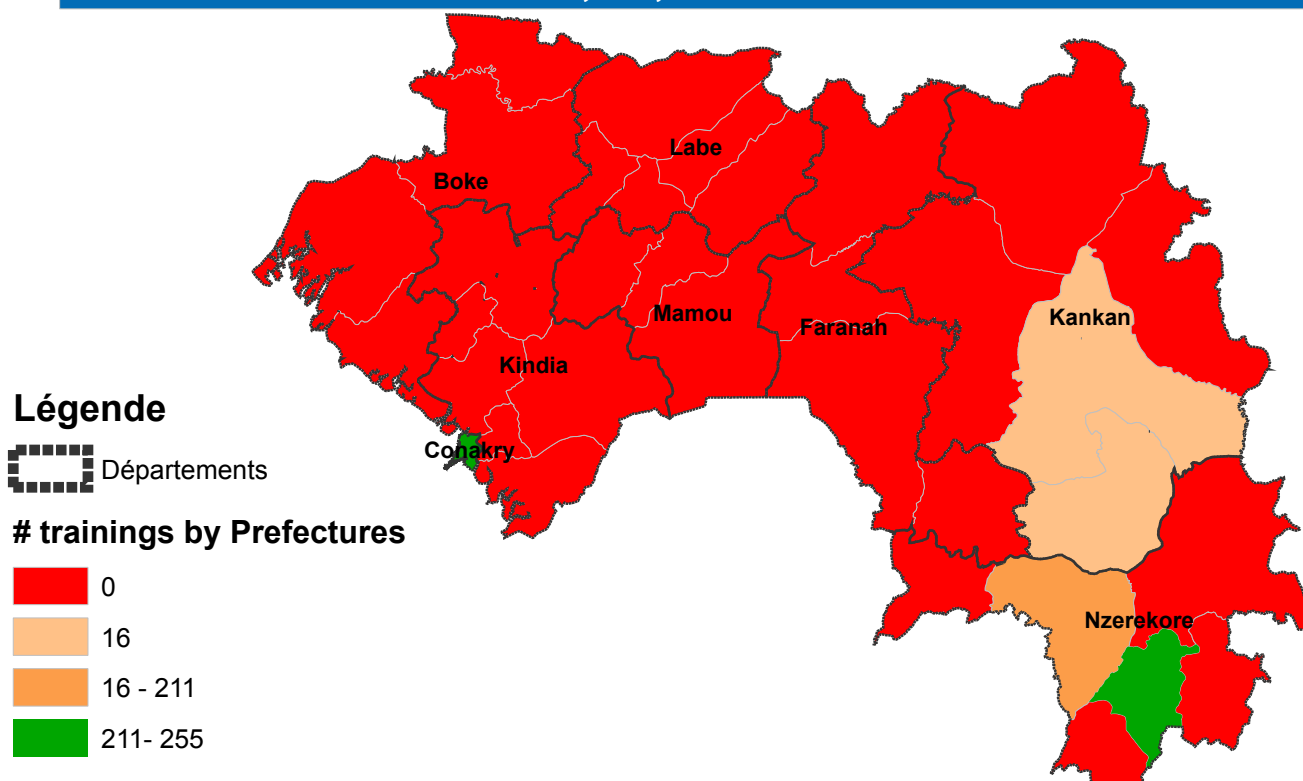 Labe
Boke
Mamou
Kankan
Faranah
Kindia
Légende
Conakry
Départements
# trainings by Prefectures
0
16
Nzerekore
16 - 211
211- 255